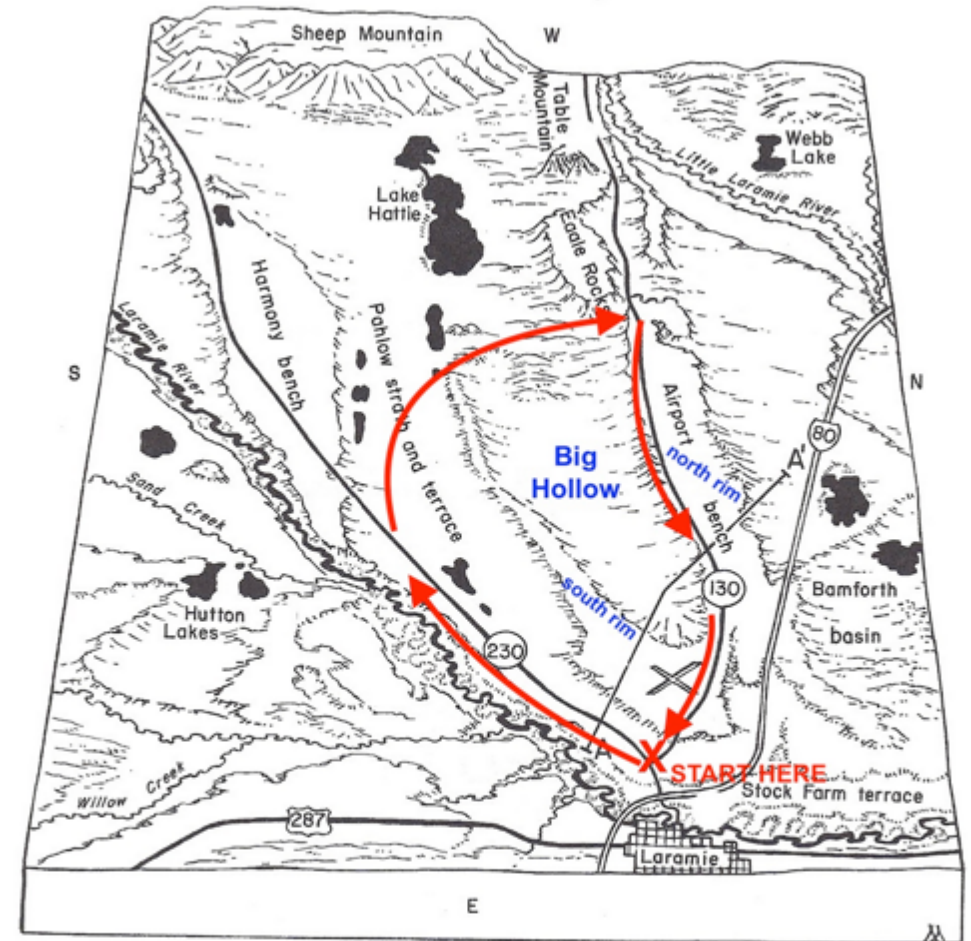 Sheep Mountain
W
Table
Mountain
Webb
Lake
Little Laramie River
Lake
Hattie
Eagle Rock
Harmony bench
Laramie River
Pahlow strath and terrace
S
N
Airport bench
80
A'
north rim
Big
Hollow
Sand Creek
south rim
130
Bamforth
basin
Hutton
Lakes
230
A
X
START HERE
Stock Farm terrace
Willow Creek
287
Laramie
E